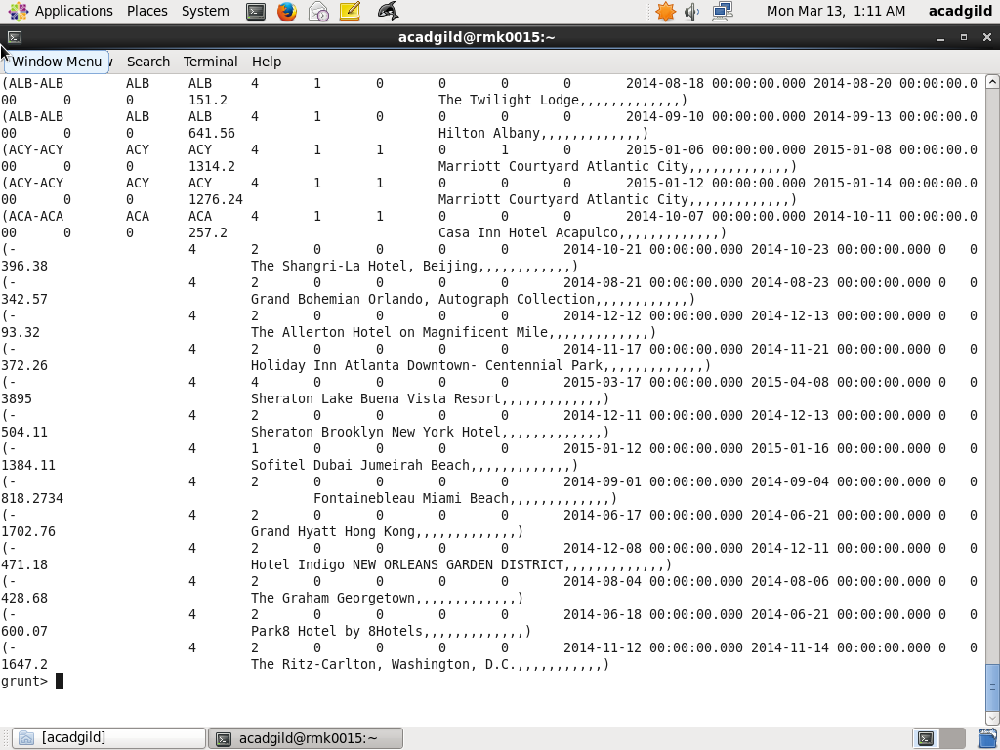 Applications Places System Mon Mar 13, 1:11 AM acadgild
acadgild@rmk0015:~
Window Menu Search Terminal Help
(ALB-ALB ALB ALB 4 1 0 0 0 0 2014-08-18 00:00:00.000 2014-08-20 00:00:00.0
00 0 0 151.2 The Twilight Lodge,,,,,,,,,,,,,)
(ALB-ALB ALB ALB 4 1 0 0 0 0 2014-09-10 00:00:00.000 2014-09-13 00:00:00.0
00 0 0 641.56 Hilton Albany,,,,,,,,,,,,,)
(ACY-ACY ACY ACY 4 1 1 0 1 0 2015-01-06 00:00:00.000 2015-01-08 00:00:00.0
00 0 0 1314.2 Marriott Courtyard Atlantic City,,,,,,,,,,,,,)
(ACY-ACY ACY ACY 4 1 1 0 0 0 2015-01-12 00:00:00.000 2015-01-14 00:00:00.0
00 0 0 1276.24 Marriott Courtyard Atlantic City,,,,,,,,,,,,,)
(ACA-ACA ACA ACA 4 1 1 0 0 0 2014-10-07 00:00:00.000 2014-10-11 00:00:00.0
00 0 0 257.2 Casa Inn Hotel Acapulco,,,,,,,,,,,,,)
(- 4 2 0 0 0 0 2014-10-21 00:00:00.000 2014-10-23 00:00:00.000 0 0
396.38 The Shangri-La Hotel, Beijing,,,,,,,,,,,,)
(- 4 2 0 0 0 0 2014-08-21 00:00:00.000 2014-08-23 00:00:00.000 0 0
342.57 Grand Bohemian Orlando, Autograph Collection,,,,,,,,,,,,)
(- 4 2 0 0 0 0 2014-12-12 00:00:00.000 2014-12-13 00:00:00.000 0 0
93.32 The Allerton Hotel on Magnificent Mile,,,,,,,,,,,,,)
(- 4 2 0 0 0 0 2014-11-17 00:00:00.000 2014-11-21 00:00:00.000 0 0
372.26 Holiday Inn Atlanta Downtown- Centennial Park,,,,,,,,,,,,,)
(- 4 4 0 0 0 0 2015-03-17 00:00:00.000 2015-04-08 00:00:00.000 0 0
3895 Sheraton Lake Buena Vista Resort,,,,,,,,,,,,,)
(- 4 2 0 0 0 0 2014-12-11 00:00:00.000 2014-12-13 00:00:00.000 0 0
504.11 Sheraton Brooklyn New York Hotel,,,,,,,,,,,,,)
(- 4 1 0 0 0 0 2015-01-12 00:00:00.000 2015-01-16 00:00:00.000 0 0
1384.11 Sofitel Dubai Jumeirah Beach,,,,,,,,,,,,,)
(- 4 2 0 0 0 0 2014-09-01 00:00:00.000 2014-09-04 00:00:00.000 0 0
818.2734 Fontainebleau Miami Beach,,,,,,,,,,,,,)
(- 4 2 0 0 0 0 2014-06-17 00:00:00.000 2014-06-21 00:00:00.000 0 0
1702.76 Grand Hyatt Hong Kong,,,,,,,,,,,,,)
(- 4 2 0 0 0 0 2014-12-08 00:00:00.000 2014-12-11 00:00:00.000 0 0
471.18 Hotel Indigo NEW ORLEANS GARDEN DISTRICT,,,,,,,,,,,,,)
(- 4 2 0 0 0 0 2014-08-04 00:00:00.000 2014-08-06 00:00:00.000 0 0
428.68 The Graham Georgetown,,,,,,,,,,,,,)
(- 4 2 0 0 0 0 2014-06-18 00:00:00.000 2014-06-21 00:00:00.000 0 0
600.07 Park8 Hotel by 8Hotels,,,,,,,,,,,,,)
(- 4 2 0 0 0 0 2014-11-12 00:00:00.000 2014-11-14 00:00:00.000 0 0
1647.2 The Ritz-Carlton, Washington, D.C.,,,,,,,,,,,)
grunt>
[acadgild] acadgild@rmk0015:~